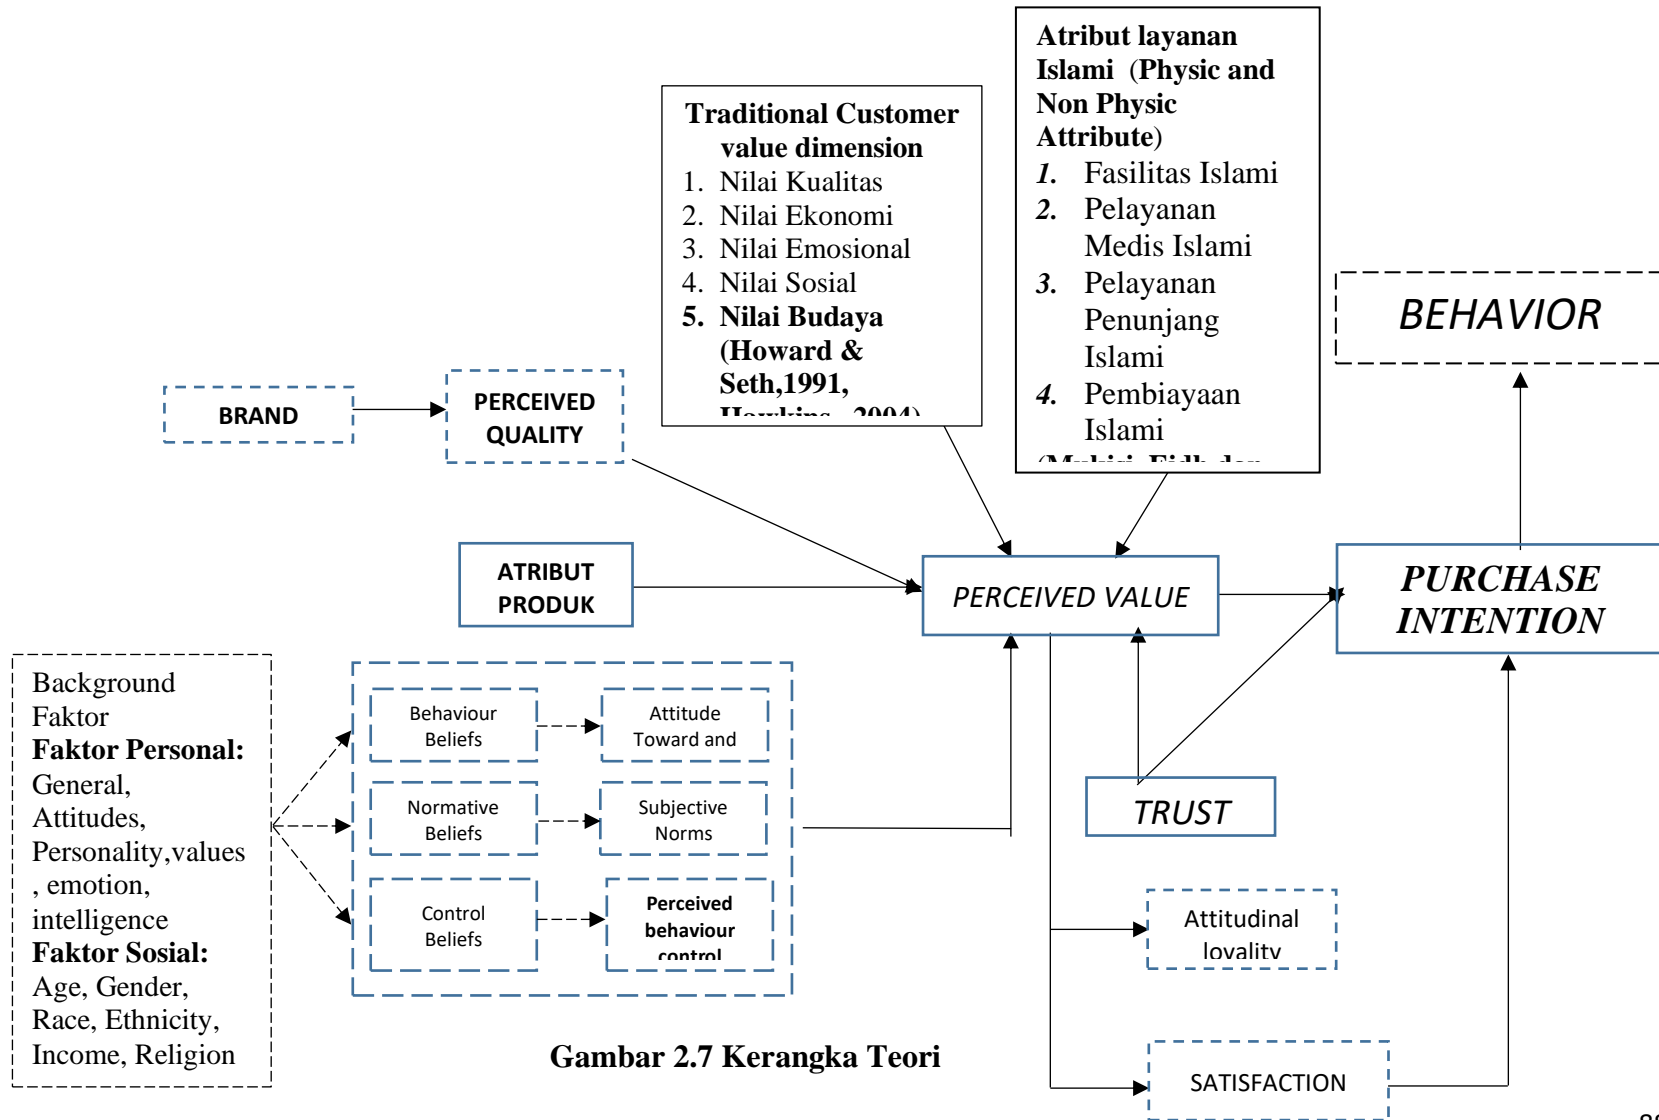 Atribut layanan
Islami (Physic and
Non Physic
Attribute)
1. Fasilitas Islami
2. Pelayanan
Medis Islami
3. Pelayanan
Penunjang
Islami
4. Pembiayaan
Islami
Traditional Customer
value dimension
1. Nilai Kualitas
2. Nilai Ekonomi
3. Nilai Emosional
4. Nilai Sosial
5. Nilai Budaya
(Howard &
Seth,1991,
2004)
BEHAVIOR
BRAND
PERCEIVED
QUALITY
ATRIBUT
PRODUK
PERCEIVED VALUE
PURCHASE
INTENTION
Background
Faktor
Faktor Personal:
General,
Attitudes,
Personality,values
, emotion,
intelligence
Faktor Sosial:
Age, Gender,
Race, Ethnicity,
Income, Religion
Behaviour
Beliefs
Attitude
Toward and
Normative
Beliefs
Subjective
Norms
Control
Beliefs
Perceived
behaviour
control
TRUST
Attitudinal
loyality
SATISFACTION
Gambar 2.7 Kerangka Teori